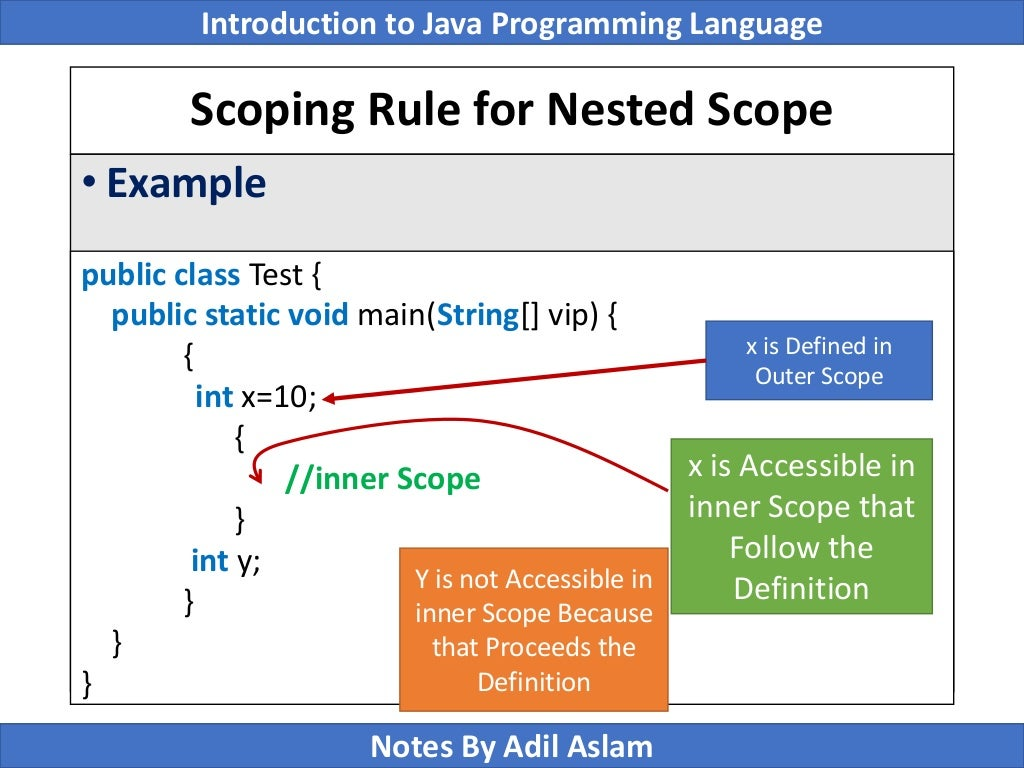 Introduction to Java Programming Language
Scoping Rule for Nested Scope
• Example
public class Test {
public static void main(String[] vip) {
{
int x=10;
{
//inner Scope
}
int y;
}
}
}
x is Defined in
Outer Scope
x is Accessible in
inner Scope that
Follow the
Definition
Y is not Accessible in
inner Scope Because
that Proceeds the
Definition
Notes By Adil Aslam